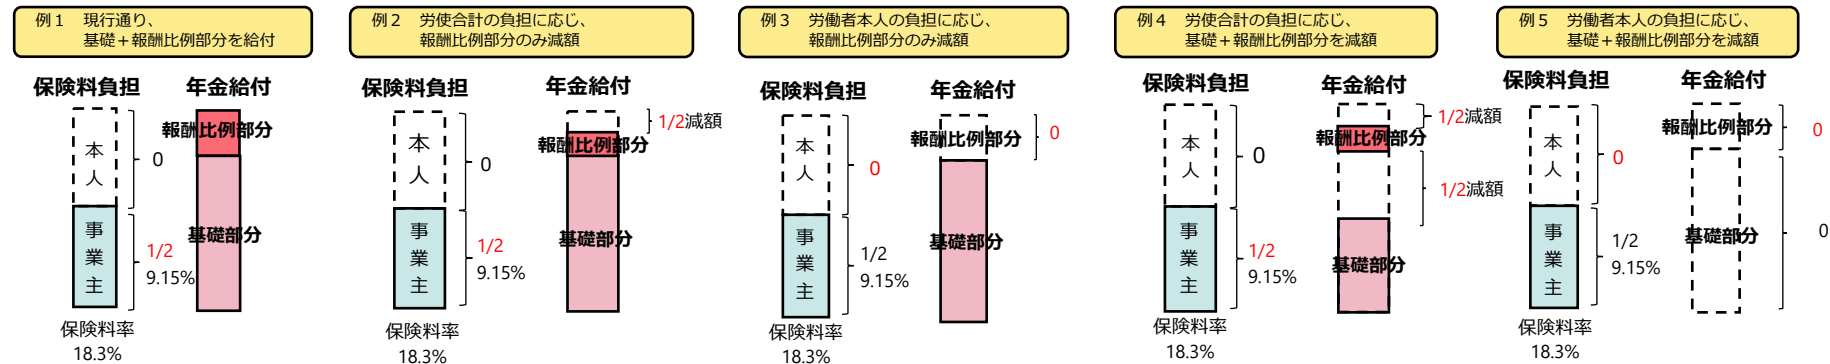 例１　現行通り、
基礎＋報酬比例部分を給付
保険料負担
年金給付
本人
0
報酬比例部分
事業主
1/2
9.15%
基礎部分
保険料率
18.3%
例２　労使合計の負担に応じ、
報酬比例部分のみ減額
保険料負担
年金給付
1/2減額
本人
0
報酬比例部分
事業主
1/2
9.15%
基礎部分
保険料率
18.3%
例３　労働者本人の負担に応じ、
報酬比例部分のみ減額
保険料負担
年金給付
報酬比例部分
0
本人
0
事業主
1/2
9.15%
基礎部分
保険料率
18.3%
例４　労使合計の負担に応じ、
基礎＋報酬比例部分を減額
保険料負担
年金給付
1/2減額
報酬比例部分
本人
0
1/2減額
事業主
1/2
9.15%
基礎部分
保険料率
18.3%
例５　労働者本人の負担に応じ、
基礎＋報酬比例部分を減額
保険料負担
年金給付
報酬比例部分
0
本人
0
事業主
1/2
9.15%
基礎部分
0
保険料率
18.3%